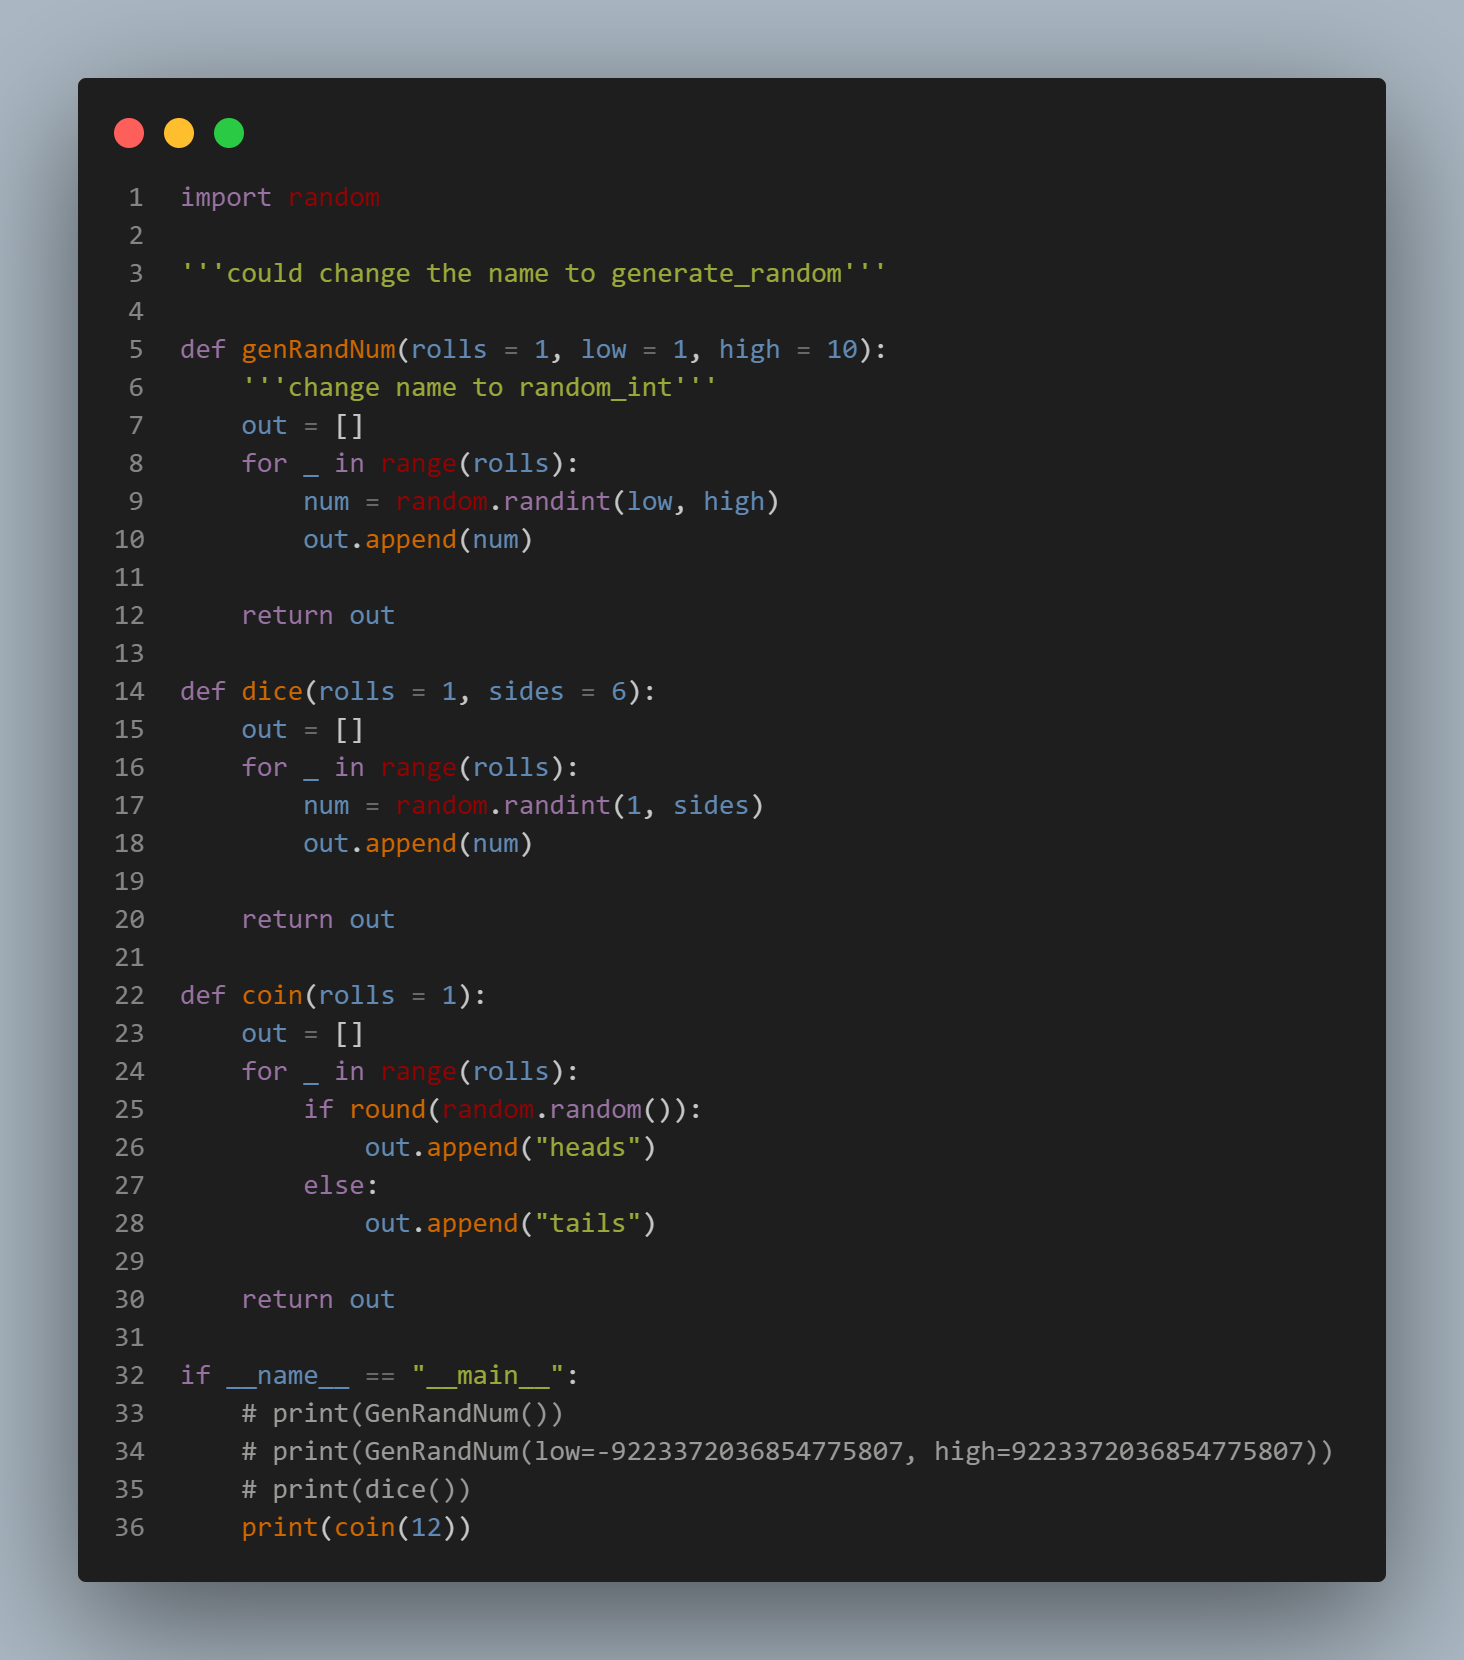 1 import random
2
3 '''could change the name to generate_random'''
4
5 def genRandNum(rolls = 1, low = 1, high = 10):
6     '''change name to random_int'''
7     out = []
8     for _ in range(rolls):
9         num = random.randint(low, high)
10         out.append(num)
11
12     return out
13
14 def dice(rolls = 1, sides = 6):
15     out = []
16     for _ in range(rolls):
17         num = random.randint(1, sides)
18         out.append(num)
19
20     return out
21
22 def coin(rolls = 1):
23     out = []
24     for _ in range(rolls):
25         if round(random.random()):
26             out.append("heads")
27         else:
28             out.append("tails")
29
30     return out
31
32 if __name__ == "__main__":
33     # print(GenRandNum())
34     # print(GenRandNum(low=-9223372036854775807, high=9223372036854775807))
35     # print(dice())
36     print(coin(12))